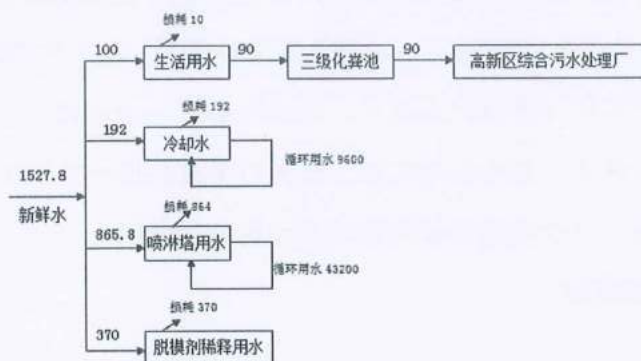 损耗 10
100
生活用水
90
三级化粪池
90
高新区综合污水处理厂
损耗 192
192
冷却水
循环用水 9600
1527.8
新鲜水
损耗 864
865.8
喷淋塔用水
循环用水 43200
损耗 370
370
脱模剂稀释用水